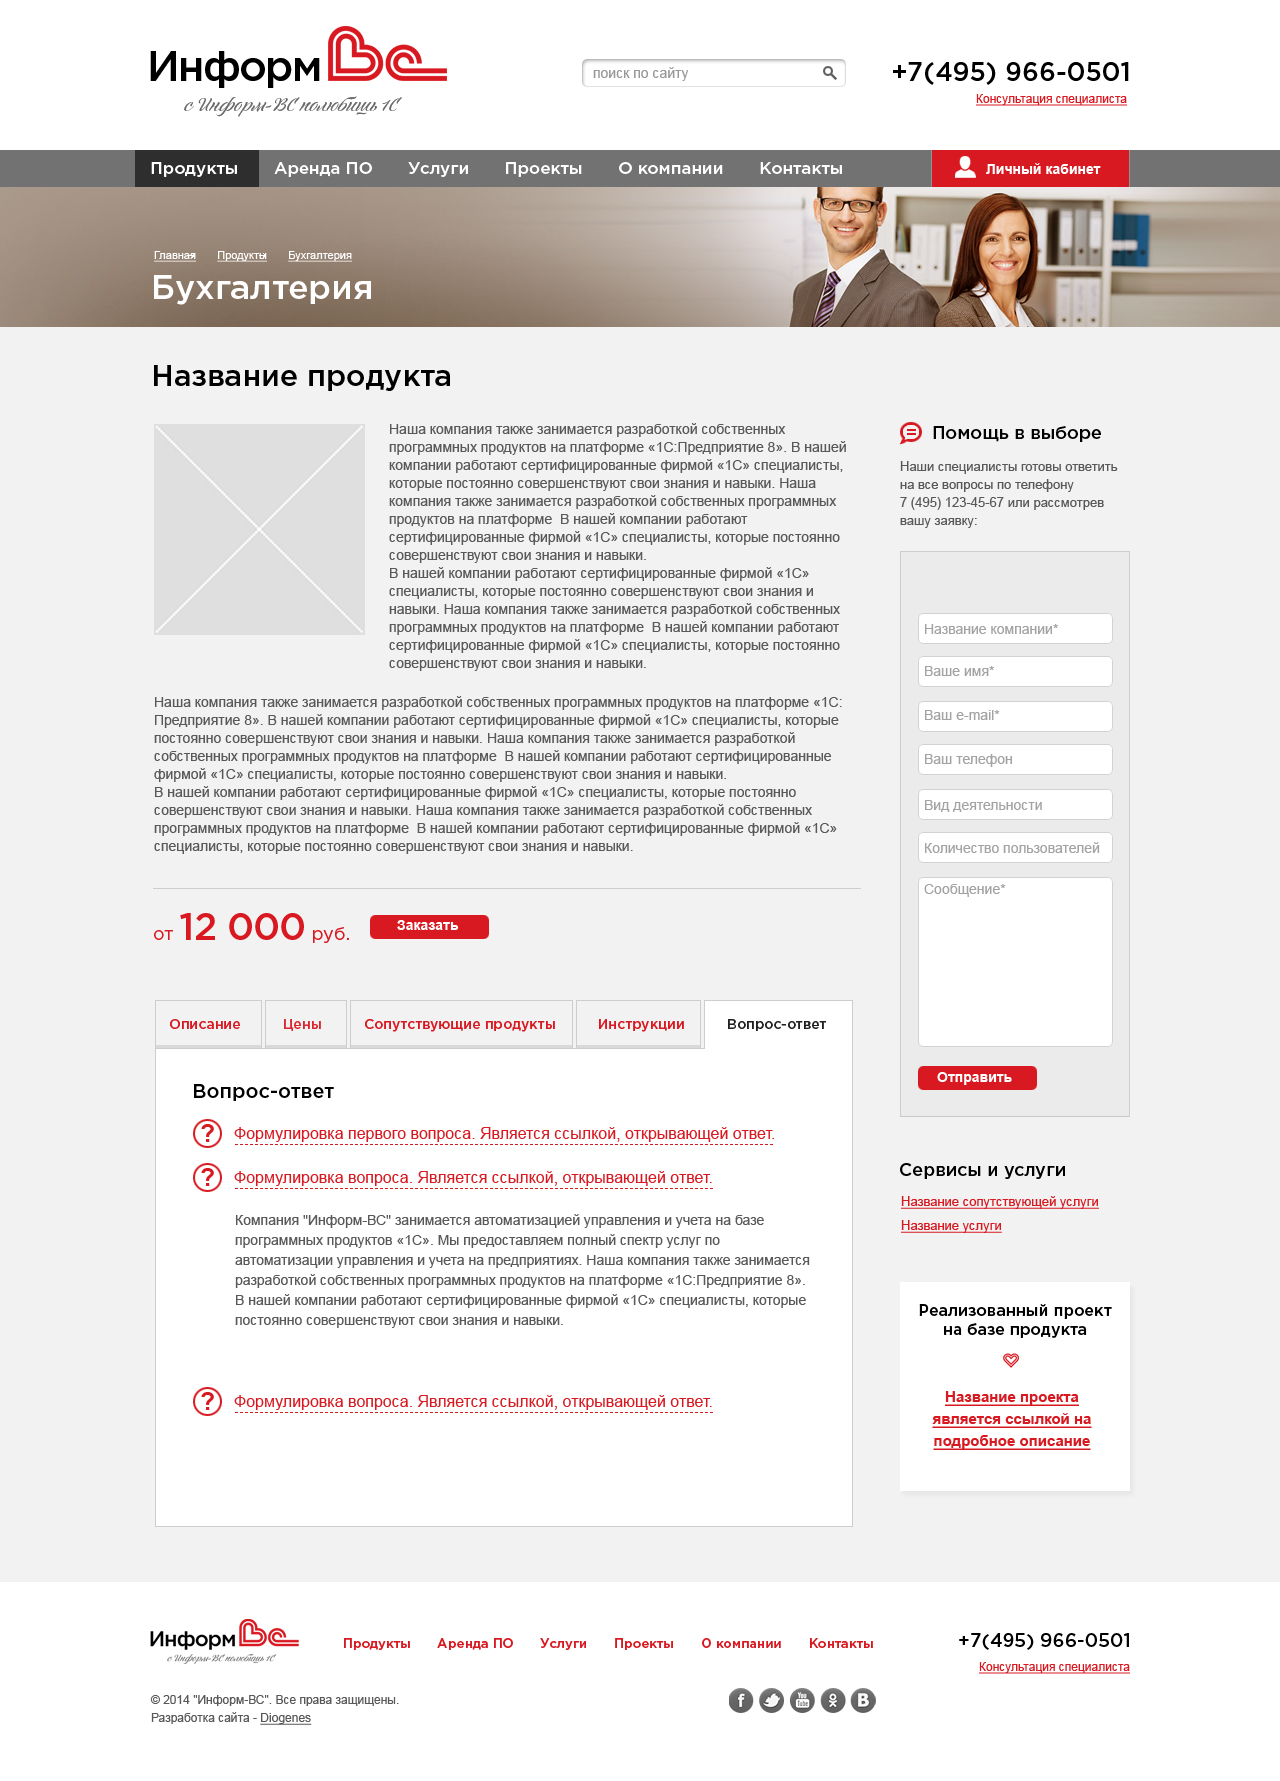 Информ ВС
с Информ-ВС полюбишь 1С
поиск по сайту
+7(495) 966-0501
Консультация специалиста
Продукты
Аренда ПО
Услуги
Проекты
О компании
Контакты
Личный кабинет
Главная
Продукты
Бухгалтерия
Бухгалтерия
Название продукта
Наша компания также занимается разработкой собственных
программных продуктов на платформе «1С:Предприятие 8». В нашей
компании работают сертифицированные фирмой «1С» специалисты,
которые постоянно совершенствуют свои знания и навыки. Наша
компания также занимается разработкой собственных программных
продуктов на платформе  В нашей компании работают
сертифицированные фирмой «1С» специалисты, которые постоянно
совершенствуют свои знания и навыки.
В нашей компании работают сертифицированные фирмой «1С»
специалисты, которые постоянно совершенствуют свои знания и
навыки. Наша компания также занимается разработкой собственных
программных продуктов на платформе  В нашей компании работают
сертифицированные фирмой «1С» специалисты, которые постоянно
совершенствуют свои знания и навыки.
Наша компания также занимается разработкой собственных программных продуктов на платформе «1С:
Предприятие 8». В нашей компании работают сертифицированные фирмой «1С» специалисты, которые
постоянно совершенствуют свои знания и навыки. Наша компания также занимается разработкой
собственных программных продуктов на платформе  В нашей компании работают сертифицированные
фирмой «1С» специалисты, которые постоянно совершенствуют свои знания и навыки.
В нашей компании работают сертифицированные фирмой «1С» специалисты, которые постоянно
совершенствуют свои знания и навыки. Наша компания также занимается разработкой собственных
программных продуктов на платформе  В нашей компании работают сертифицированные фирмой «1С»
специалисты, которые постоянно совершенствуют свои знания и навыки.
от 12 000 руб.
Заказать
Описание
Цены
Сопутствующие продукты
Инструкции
Вопрос-ответ
Вопрос-ответ
? Формулировка первого вопроса. Является ссылкой, открывающей ответ.
? Формулировка вопроса. Является ссылкой, открывающей ответ.
Компания "Информ-ВС" занимается автоматизацией управления и учета на базе
программных продуктов «1С». Мы предоставляем полный спектр услуг по
автоматизации управления и учета на предприятиях. Наша компания также занимается
разработкой собственных программных продуктов на платформе «1С:Предприятие 8».
В нашей компании работают сертифицированные фирмой «1С» специалисты, которые
постоянно совершенствуют свои знания и навыки.
? Формулировка вопроса. Является ссылкой, открывающей ответ.
Помощь в выборе
Наши специалисты готовы ответить
на все вопросы по телефону
7 (495) 123-45-67 или рассмотрев
вашу заявку:
Название компании*
Ваше имя*
Ваш e-mail*
Ваш телефон
Вид деятельности
Количество пользователей
Сообщение*
Отправить
Сервисы и услуги
Название сопутствующей услуги
Название услуги
Реализованный проект
на базе продукта
Название проекта
является ссылкой на
подробное описание
Информ ВС
с Информ-ВС полюбишь 1С
Продукты
Аренда ПО
Услуги
Проекты
О компании
Контакты
+7(495) 966-0501
Консультация специалиста
© 2014 "Информ-ВС". Все права защищены.
Разработка сайта - Diogenes
f
You Tube
B